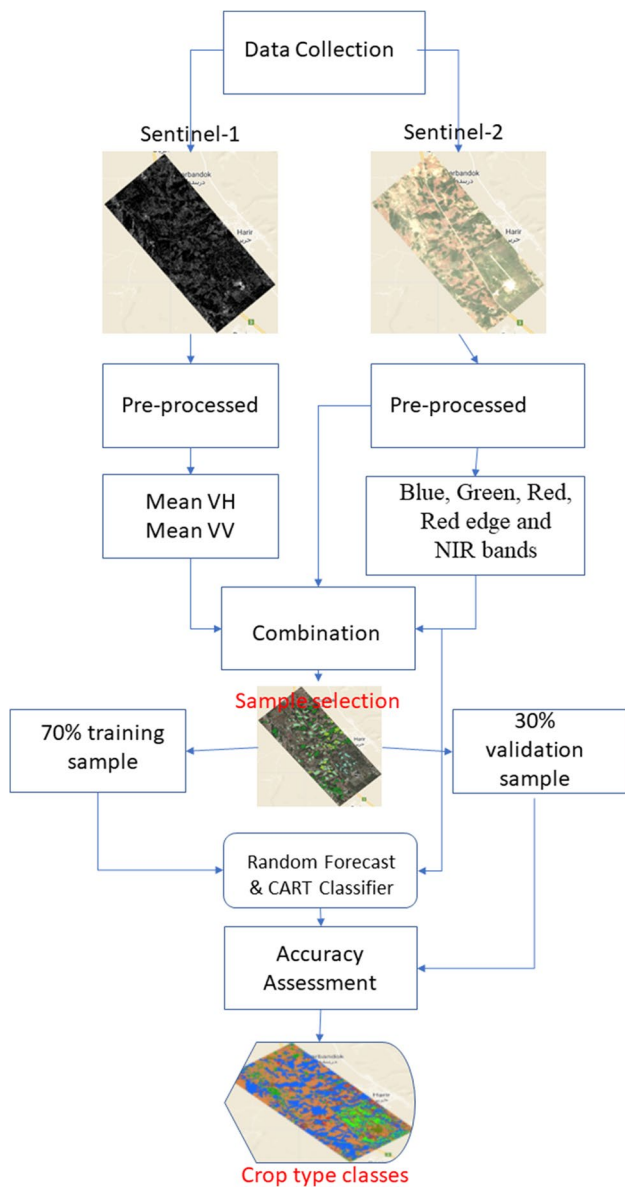 Data Collection
Sentinel-1
Sentinel-2
Harir
حرير
Harir
Pre-processed
Pre-processed
Mean VH
Mean VV
Blue, Green, Red,
Red edge and
NIR bands
Combination
Sample selection
70% training
sample
30%
validation
sample
Random Forecast
& CART Classifier
Accuracy
Assessment
Harir
Crop type classes